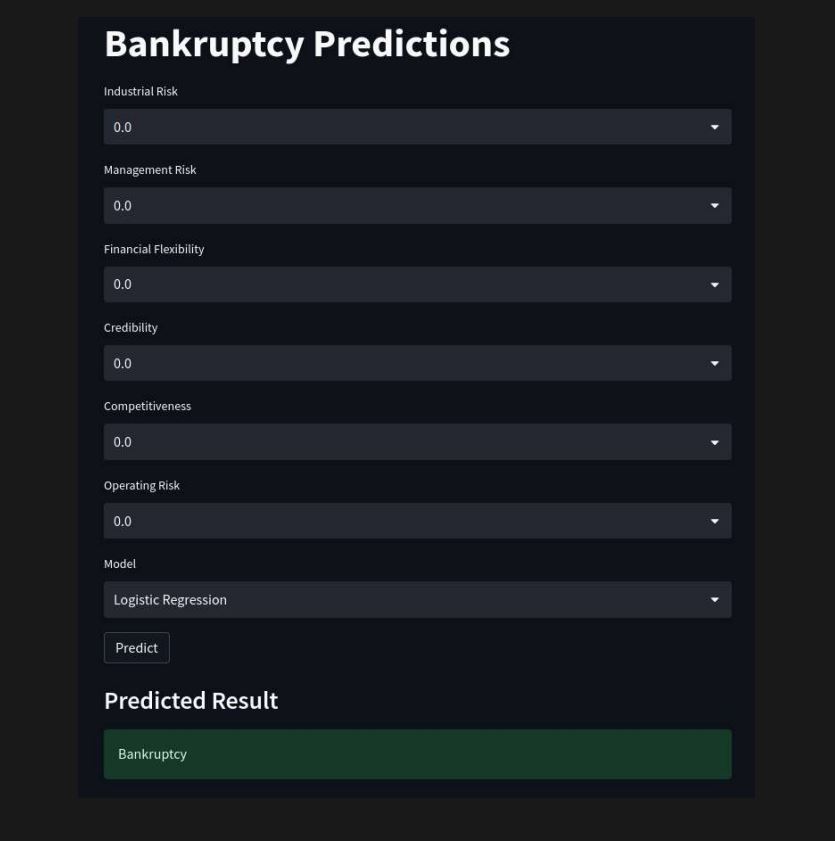 Bankruptcy Predictions
Industrial Risk
0.0
Management Risk
0.0
Financial Flexibility
0.0
Credibility
0.0
Competitiveness
0.0
Operating Risk
0.0
Model
Logistic Regression
Predict
Predicted Result
Bankruptcy